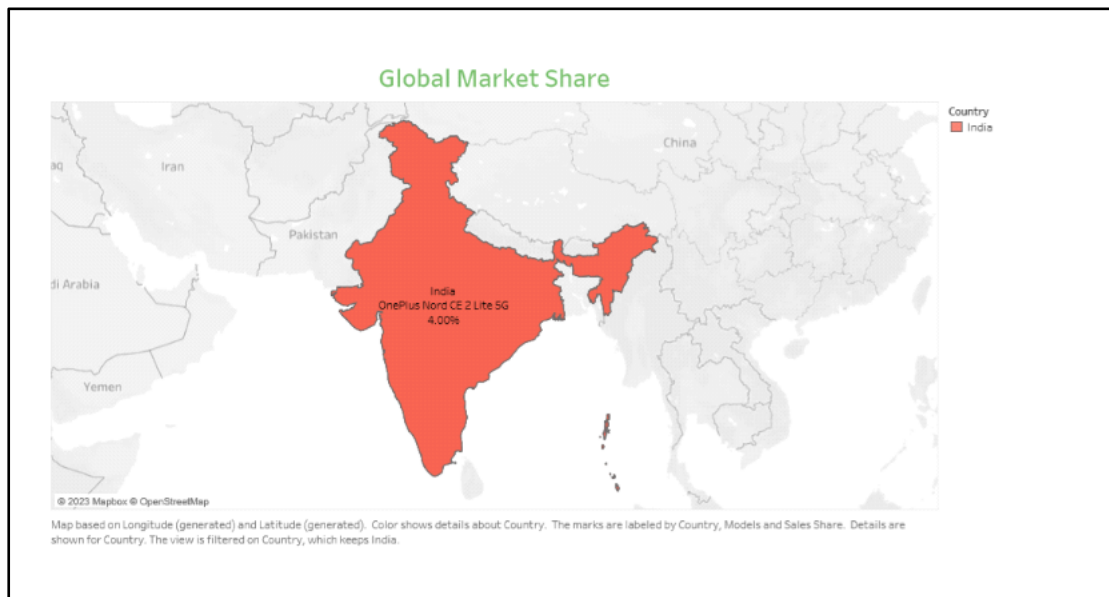 Global Market Share
Country
India
Iran
China
Pakistan
di Arabia
Yemen
aq
India
OnePlus Nord CE 2 Lite 5G
4.00%
© 2023 Mapbox © OpenStreetMap
Map based on Longitude (generated) and Latitude (generated). Color shows details about Country. The marks are labeled by Country, Models and Sales Share. Details are
shown for Country. The view is filtered on Country, which keeps India.